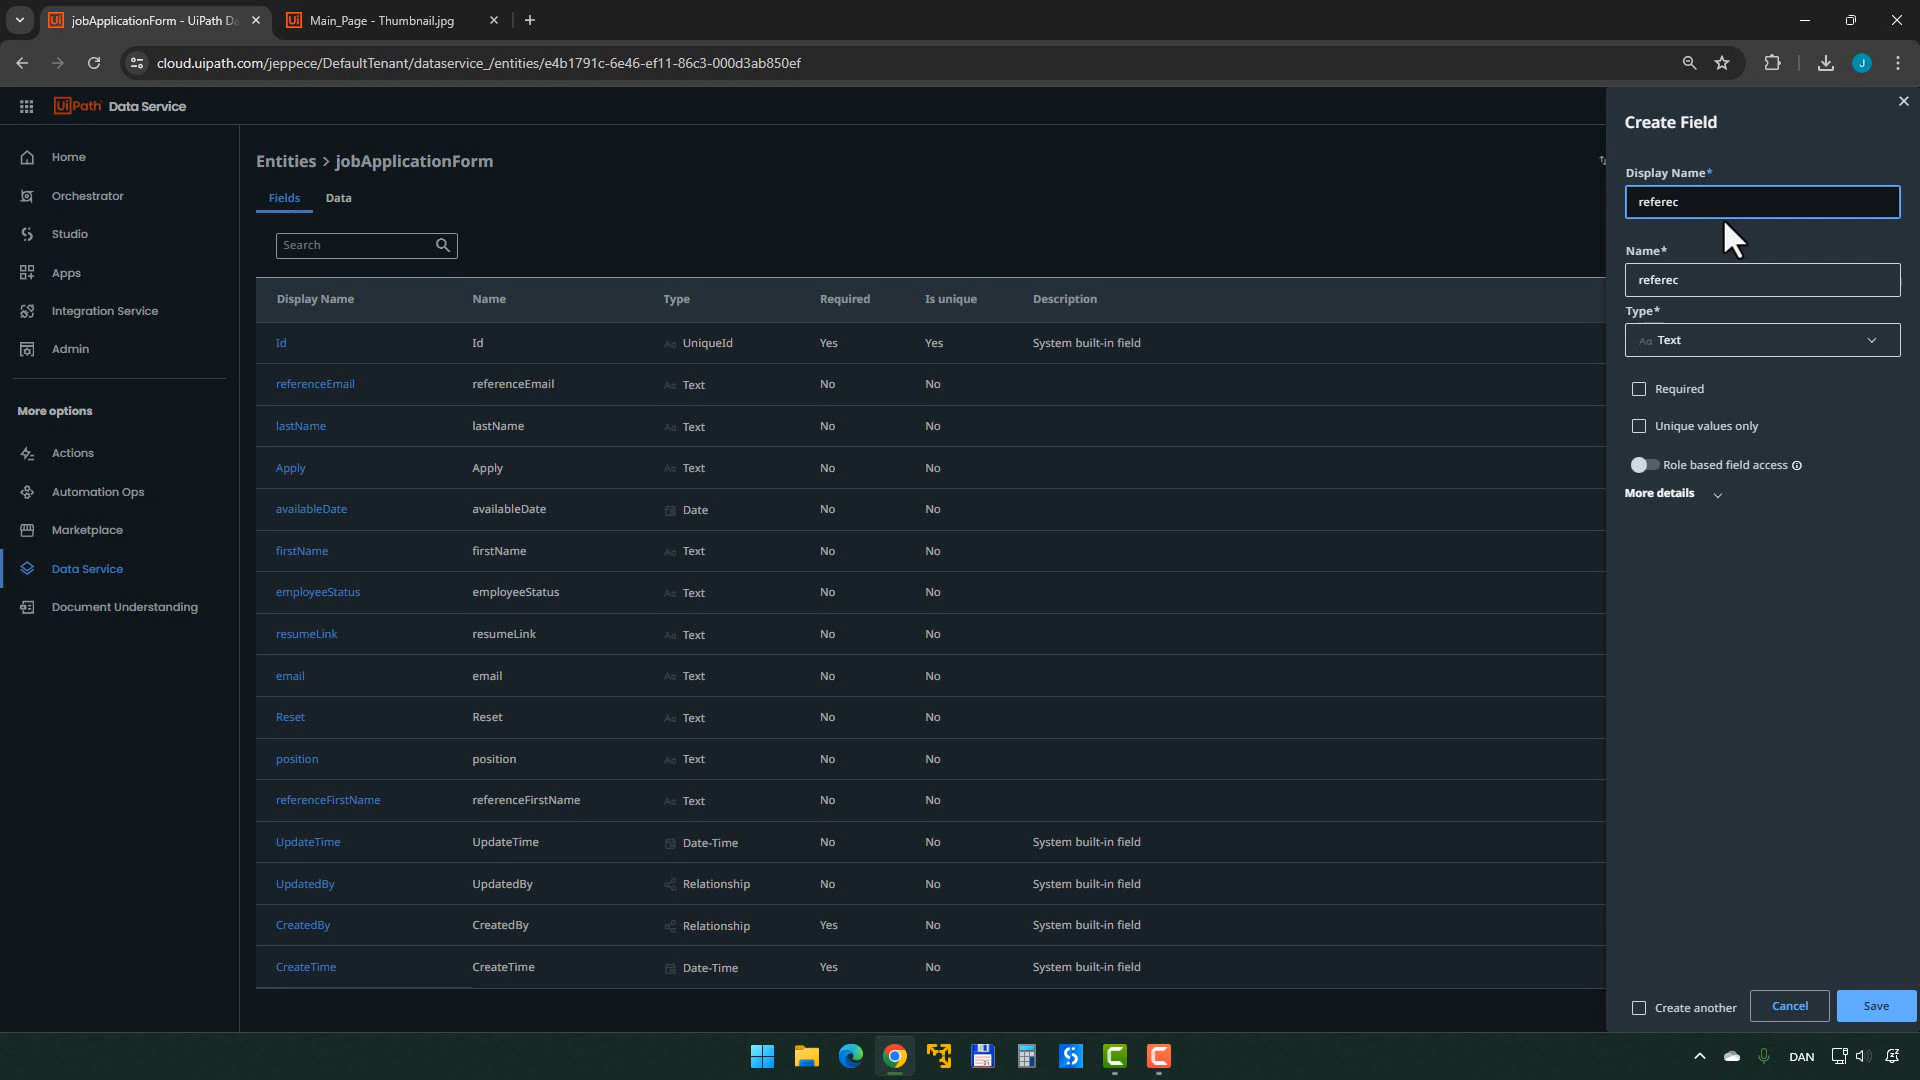 jobApplicationForm - UiPath Da
Main_Page - Thumbnail.jpg
cloud.uipath.com/jeppece/DefaultTenant/dataservice_/entities/e4b1791c-6e46-ef11-86c3-000d3ab850ef
J
UiPath Data Service
Home
Orchestrator
Studio
Apps
Integration Service
Admin
More options
Actions
Automation Ops
Marketplace
Data Service
Document Understanding
Entities > jobApplicationForm
Fields Data
Search
Display Name Name Type Required Is unique Description
Id Id UniqueId Yes Yes System built-in field
referenceEmail referenceEmail Text No No
lastName lastName Text No No
Apply Apply Text No No
availableDate availableDate Date No No
firstName firstName Text No No
employeeStatus employeeStatus Text No No
resumeLink resumeLink Text No No
email email Text No No
Reset Reset Text No No
position position Text No No
referenceFirstName referenceFirstName Text No No
UpdateTime UpdateTime Date-Time No No System built-in field
UpdatedBy UpdatedBy Relationship No No System built-in field
CreatedBy CreatedBy Relationship Yes No System built-in field
CreateTime CreateTime Date-Time Yes No System built-in field
Create Field
Display Name*
referec
Name*
referec
Type*
Text
Required
Unique values only
Role based field access
More details
Create another Cancel Save
DAN